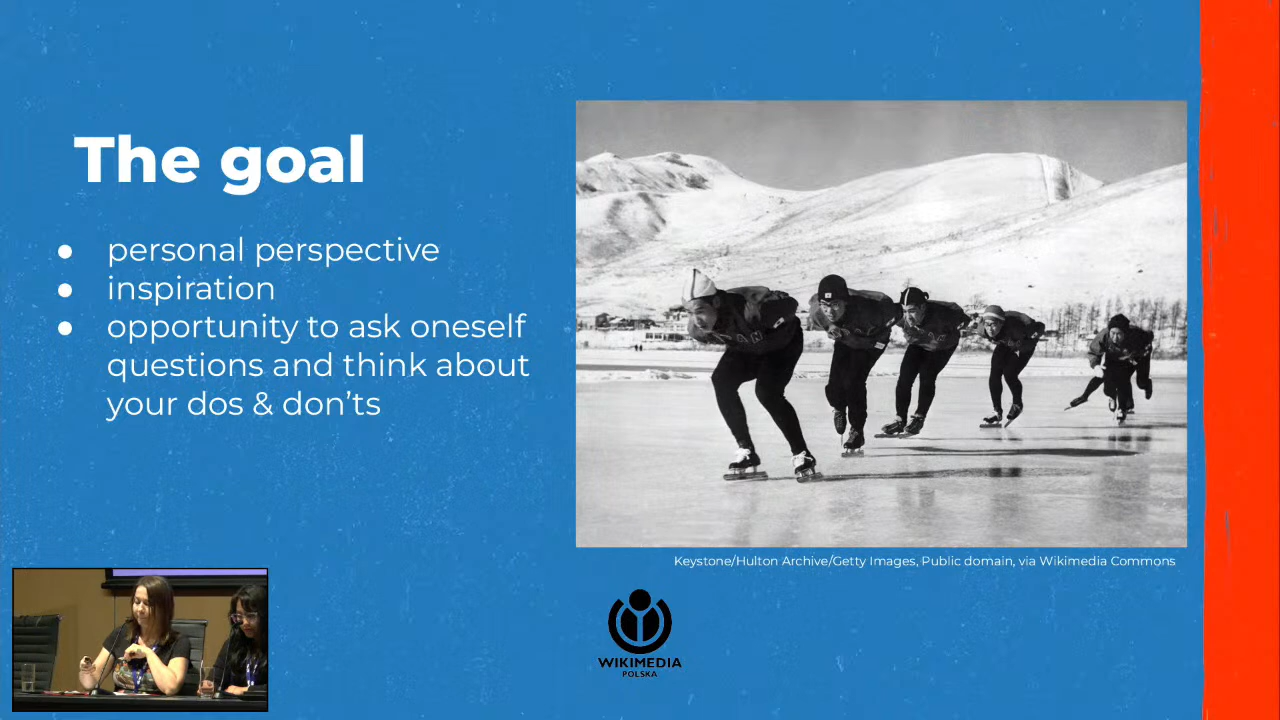 The goal
● personal perspective
● inspiration
● opportunity to ask oneself
questions and think about
your dos & don’ts
Keystone/Hulton Archive/Getty Images, Public domain, via Wikimedia Commons
WIKIMEDIA
POLSKA